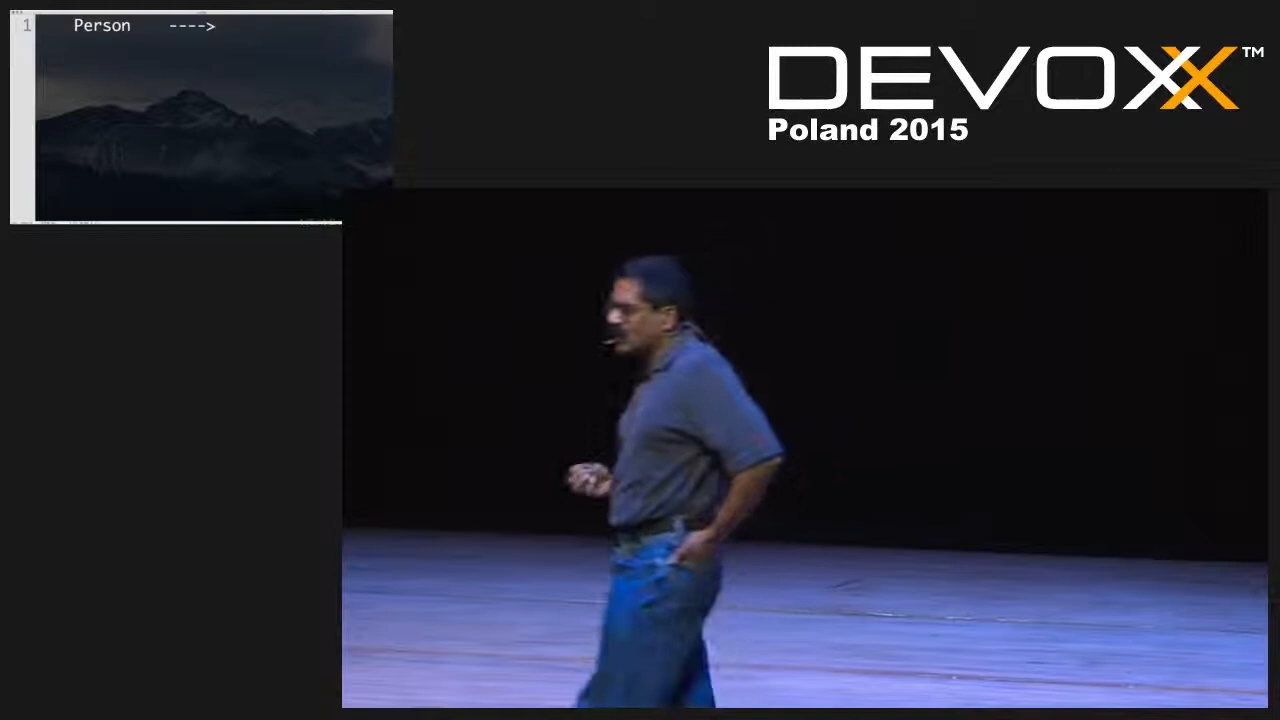 1 Person ---->
DEVOXX™
Poland 2015